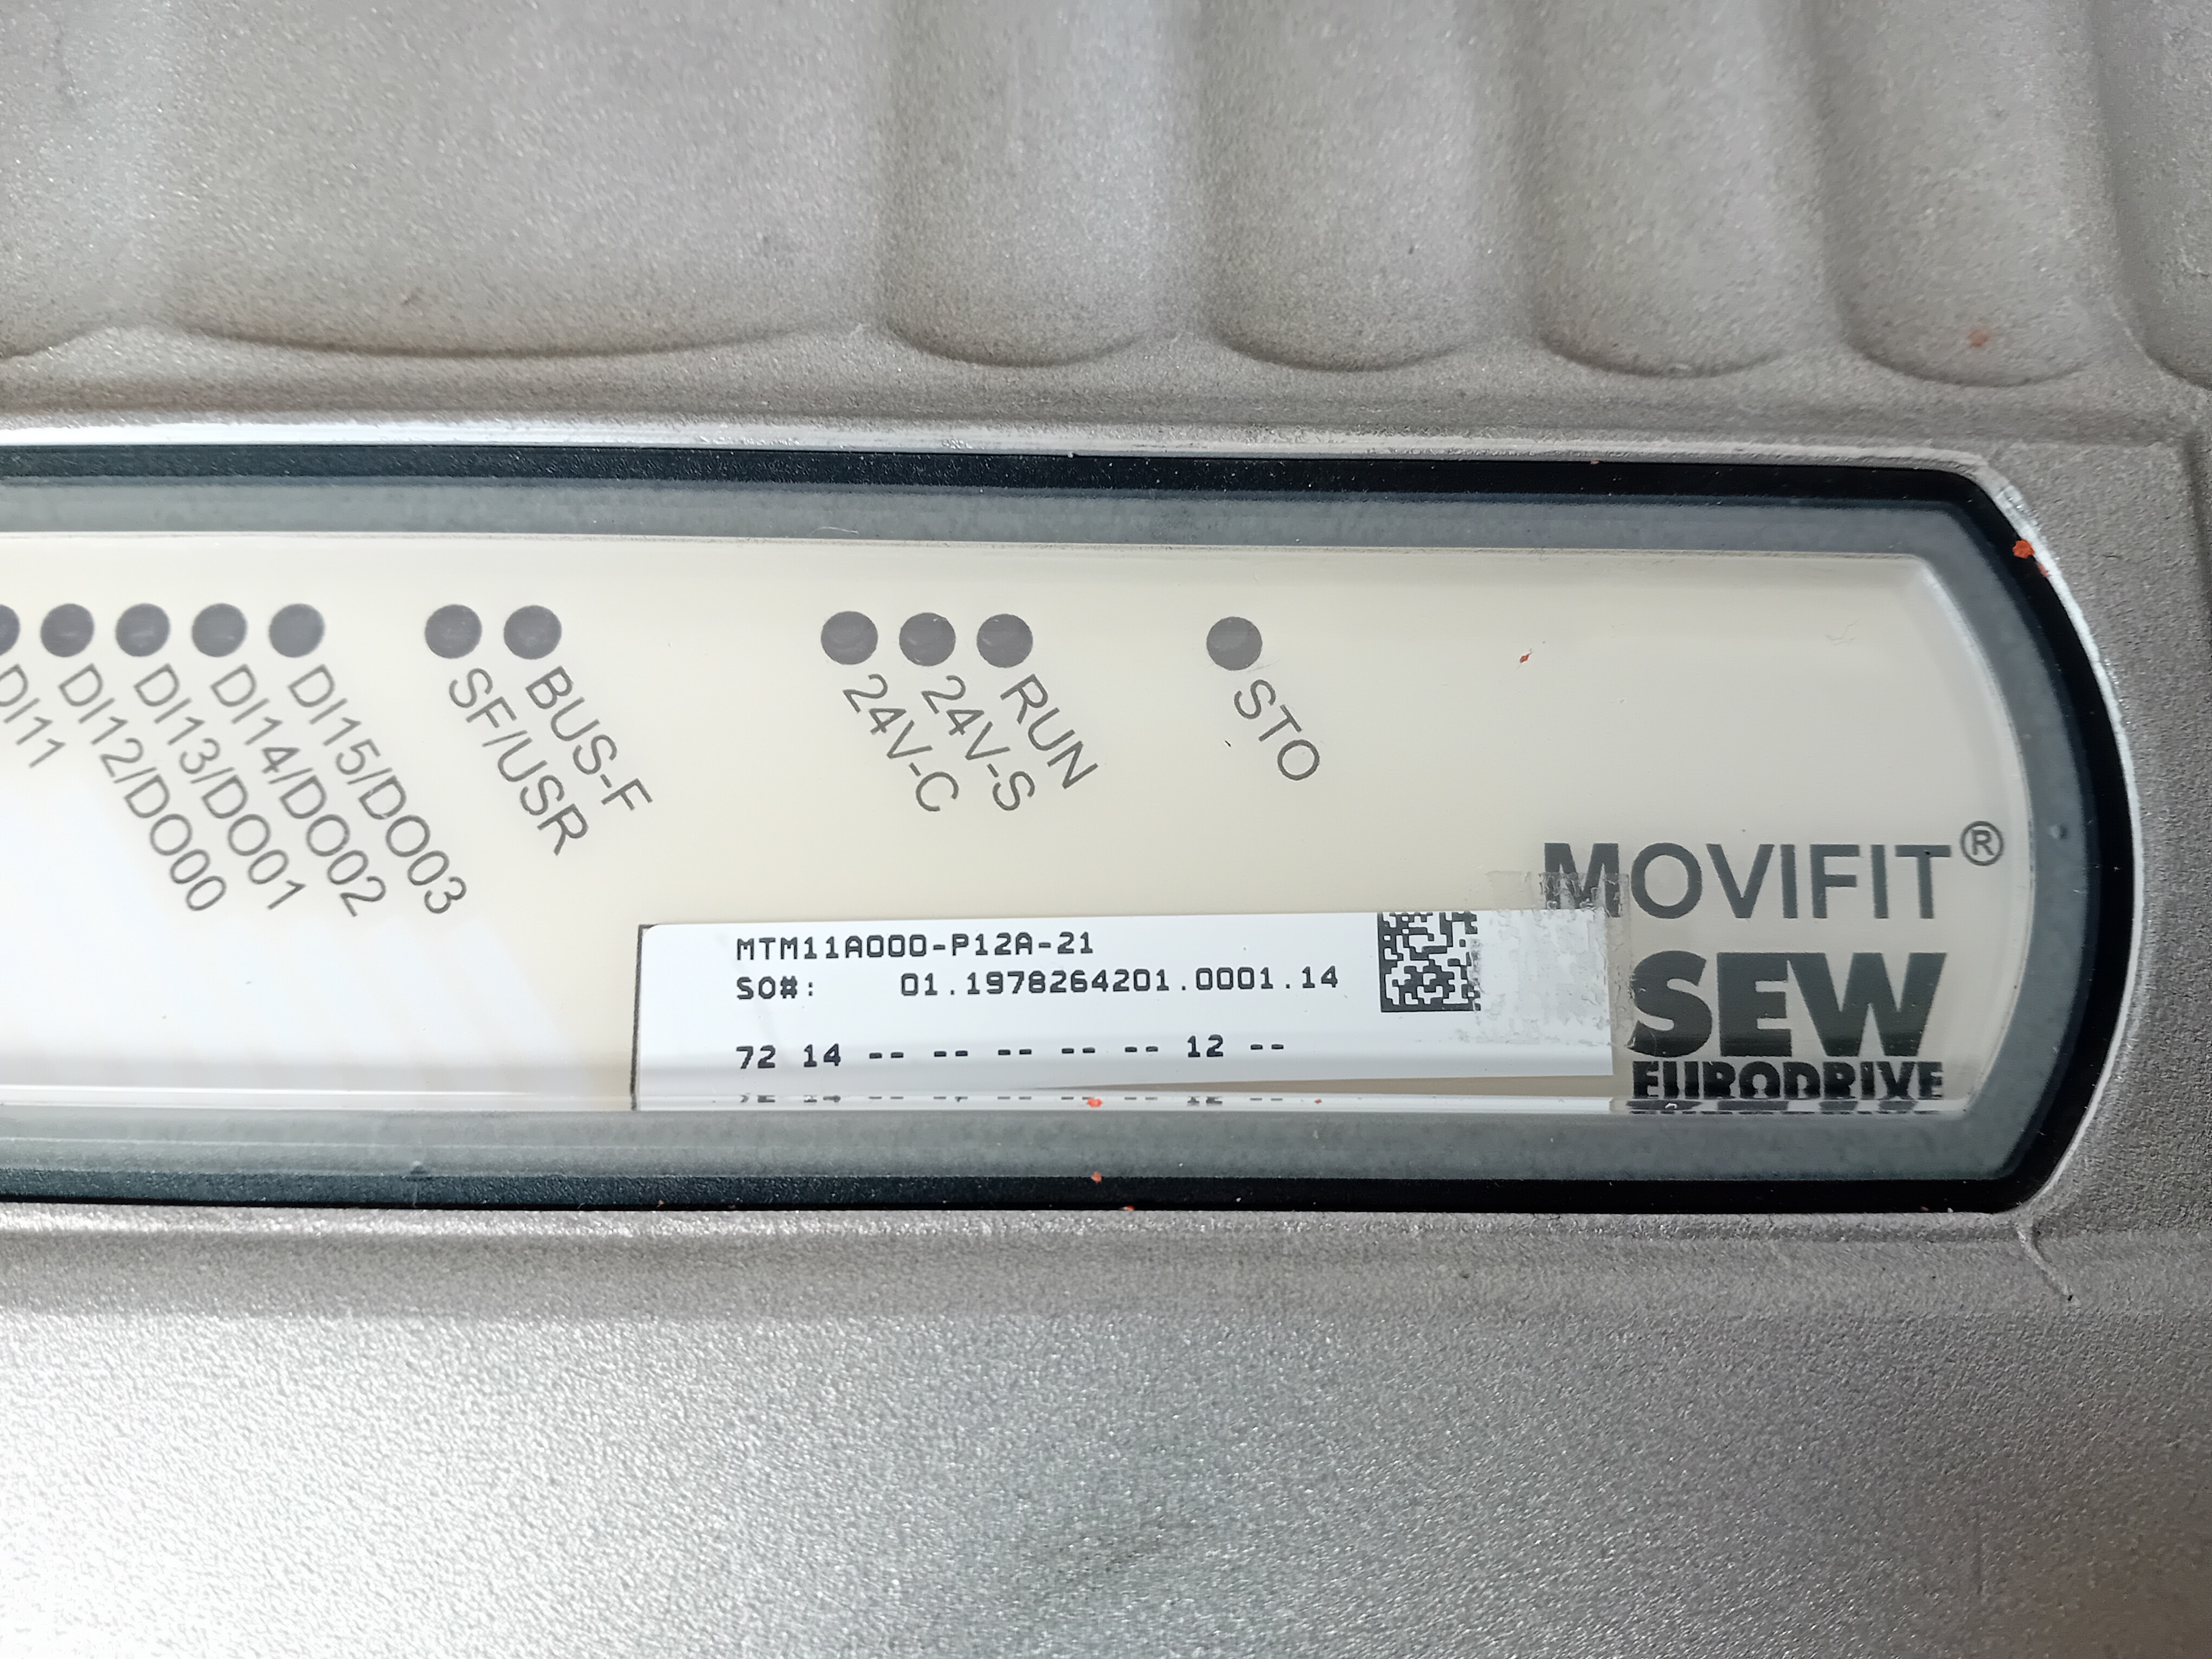 DI11
DI12/DO00
DI13/DO01
DI14/DO02
DI15/DO03
SF/USR
BUS-F
24V-C
24V-S
RUN
STO
MOVIFIT®
SEW
EURODRIVE
MTM11A000-P12A-21
SO#: 01.1978264201.0001.14
72 14 -- -- -- -- -- 12 --